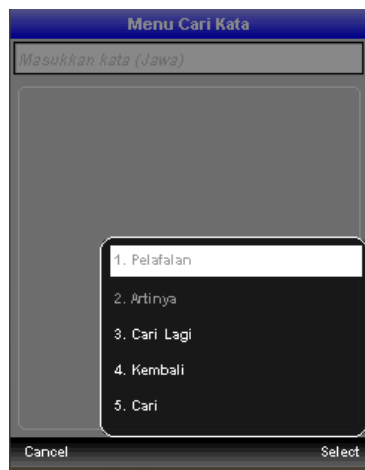 Menu Cari Kata
Masukkan kata (Jawa)
1. Pelafalan
2. Artinya
3. Cari Lagi
4. Kembali
5. Cari
Cancel Select